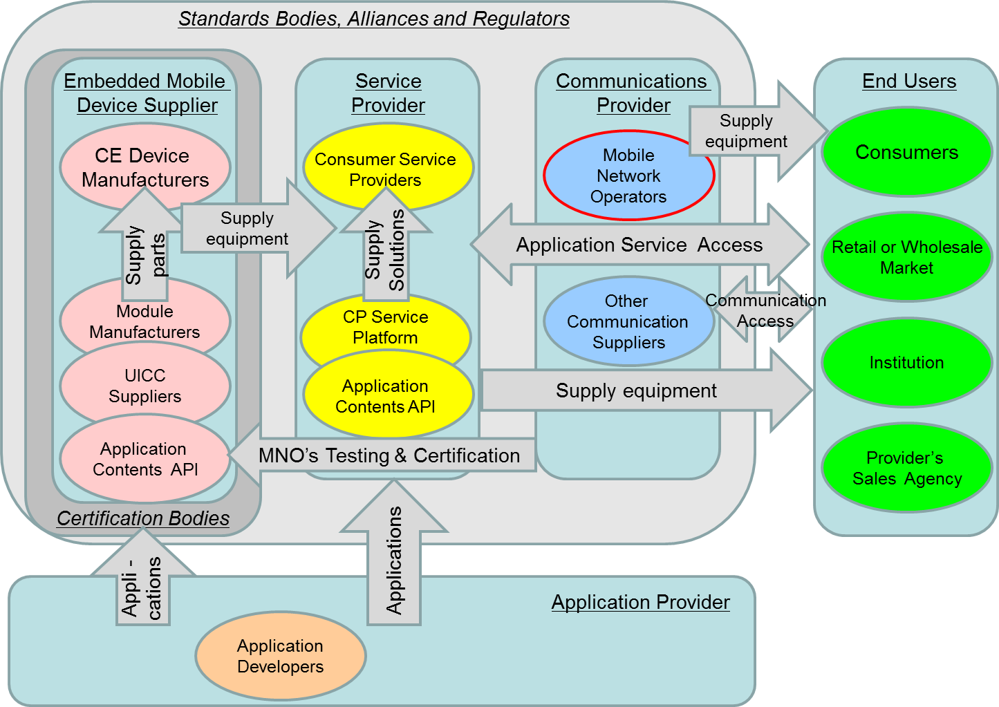 Standards Bodies, Alliances and Regulators
Embedded Mobile
Device Supplier
CE Device
Manufacturers
Supply
parts
Module
Manufacturers
UICC
Suppliers
Application
Contents API
Certification Bodies
Supply
equipment
Service
Provider
Consumer Service
Providers
Supply
Solutions
CP Service
Platform
Application
Contents API
MNO’s Testing & Certification
Communications
Provider
Mobile
Network
Operators
Supply
equipment
Application Service Access
Other
Communication
Suppliers
Communication
Access
Supply equipment
End Users
Consumers
Retail or Wholesale
Market
Institution
Provider’s
Sales Agency
Appli -
cations
Applications
Application Provider
Application
Developers